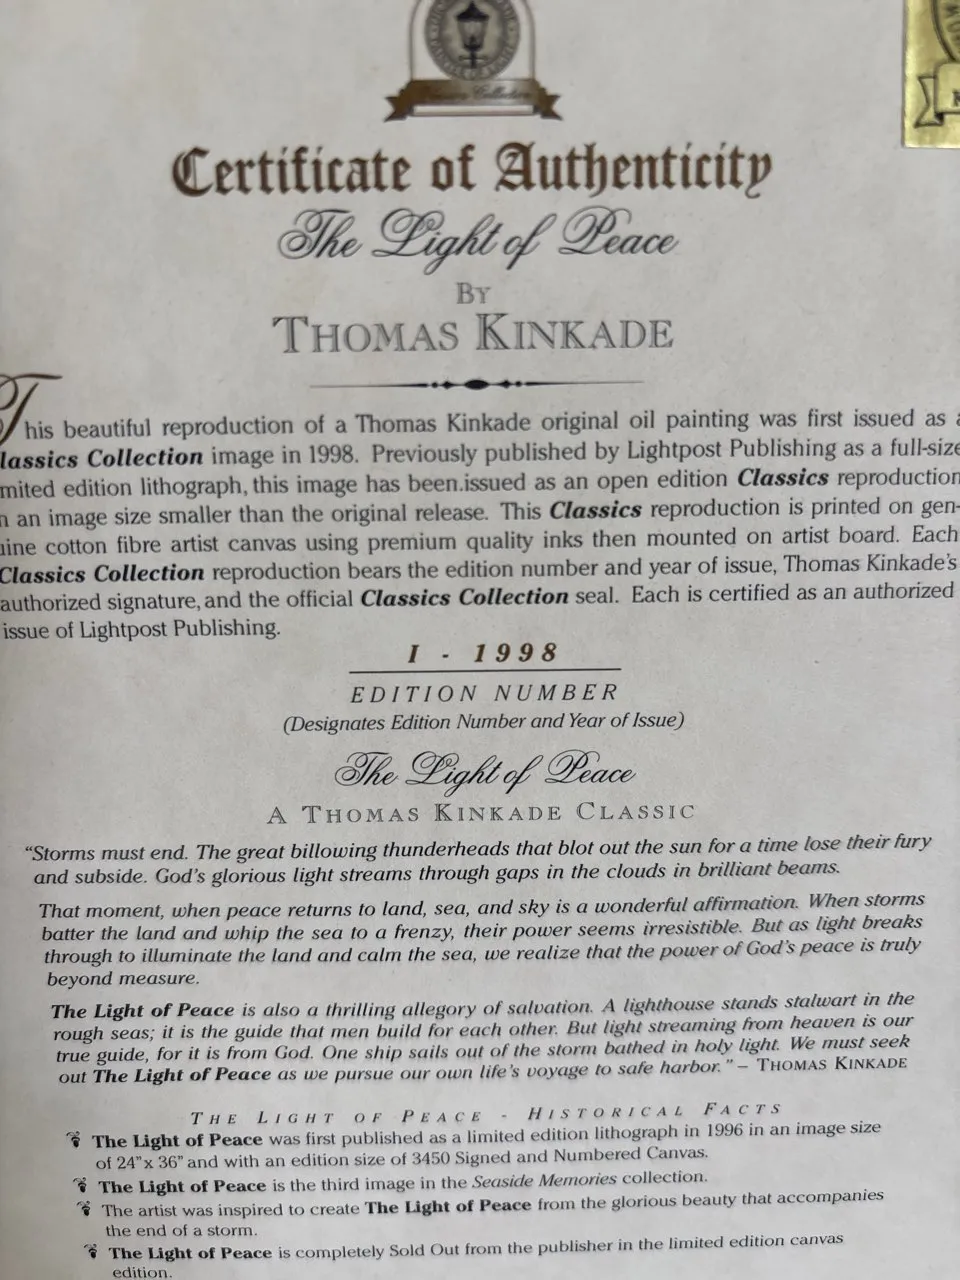 Certificate of Authenticity
The Light of Peace
BY
THOMAS KINKADE
This beautiful reproduction of a Thomas Kinkade original oil painting was first issued as
lassics Collection image in 1998. Previously published by Lightpost Publishing as a full-size
mited edition lithograph, this image has been.issued as an open edition Classics reproduction
n an image size smaller than the original release. This Classics reproduction is printed on gen-
uine cotton fibre artist canvas using premium quality inks then mounted on artist board. Each
Classics Collection reproduction bears the edition number and year of issue, Thomas Kinkade's
authorized signature, and the official Classics Collection seal. Each is certified as an authorized
issue of Lightpost Publishing.
I - 1998
EDITION NUMBER
(Designates Edition Number and Year of Issue)
The Light of Peace
A THOMAS KINKADE CLASSIC
"Storms must end. The great billowing thunderheads that blot out the sun for a time lose their fury
and subside. God's glorious light streams through gaps in the clouds in brilliant beams.
That moment, when peace returns to land, sea, and sky is a wonderful affirmation. When storms
batter the land and whip the sea to a frenzy, their power seems irresistible. But as light breaks
through to illuminate the land and calm the sea, we realize that the power of God's peace is truly
beyond measure.
The Light of Peace is also a thrilling allegory of salvation. A lighthouse stands stalwart in the
rough seas; it is the guide that men build for each other. But light streaming from heaven is our
true guide, for it is from God. One ship sails out of the storm bathed in holy light. We must seek
out The Light of Peace as we pursue our own life's voyage to safe harbor." – THOMAS KINKADE
THE LIGHT OF PEACE - HISTORICAL FACTS
The Light of Peace was first published as a limited edition lithograph in 1996 in an image size
of 24" x 36" and with an edition size of 3450 Signed and Numbered Canvas.
The Light of Peace is the third image in the Seaside Memories collection.
The artist was inspired to create The Light of Peace from the glorious beauty that accompanies
the end of a storm.
The Light of Peace is completely Sold Out from the publisher in the limited edition canvas
edition.